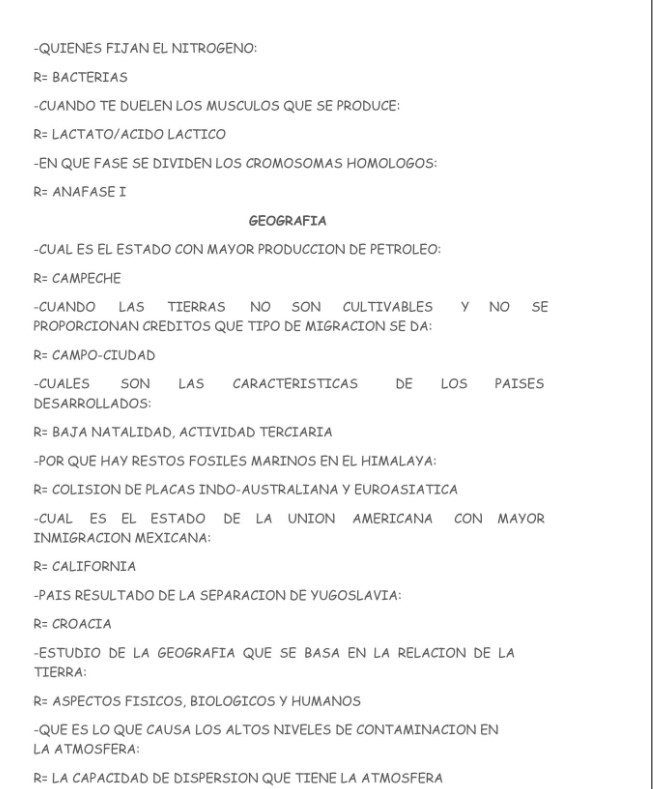 -QUIENES FIJAN EL NITROGENO:
R= BACTERIAS
-CUANDO TE DUELEN LOS MUSCULOS QUE SE PRODUCE:
R= LACTATO/ACIDO LACTICO
-EN QUE FASE SE DIVIDEN LOS CROMOSOMAS HOMOLOGOS:
R= ANAFASE I
GEOGRAFIA
-CUAL ES EL ESTADO CON MAYOR PRODUCCION DE PETROLEO:
R= CAMPECHE
-CUANDO LAS TIERRAS NO SON CULTIVABLES Y NO SE
PROPORCIONAN CREDITOS QUE TIPO DE MIGRACION SE DA:
R= CAMPO-CIUDAD
-CUALES SON LAS CARACTERISTICAS DE LOS PAISES
DESARROLLADOS:
R= BAJA NATALIDAD, ACTIVIDAD TERCIARIA
-POR QUE HAY RESTOS FOSILES MARINOS EN EL HIMALAYA:
R= COLISION DE PLACAS INDO-AUSTRALIANA Y EUROASIATICA
-CUAL ES EL ESTADO DE LA UNION AMERICANA CON MAYOR
INMIGRACION MEXICANA:
R= CALIFORNIA
-PAIS RESULTADO DE LA SEPARACION DE YUGOSLAVIA:
R= CROACIA
-ESTUDIO DE LA GEOGRAFIA QUE SE BASA EN LA RELACION DE LA
TIERRA:
R= ASPECTOS FISICOS, BIOLOGICOS Y HUMANOS
-QUE ES LO QUE CAUSA LOS ALTOS NIVELES DE CONTAMINACION EN
LA ATMOSFERA:
R= LA CAPACIDAD DE DISPERSION QUE TIENE LA ATMOSFERA